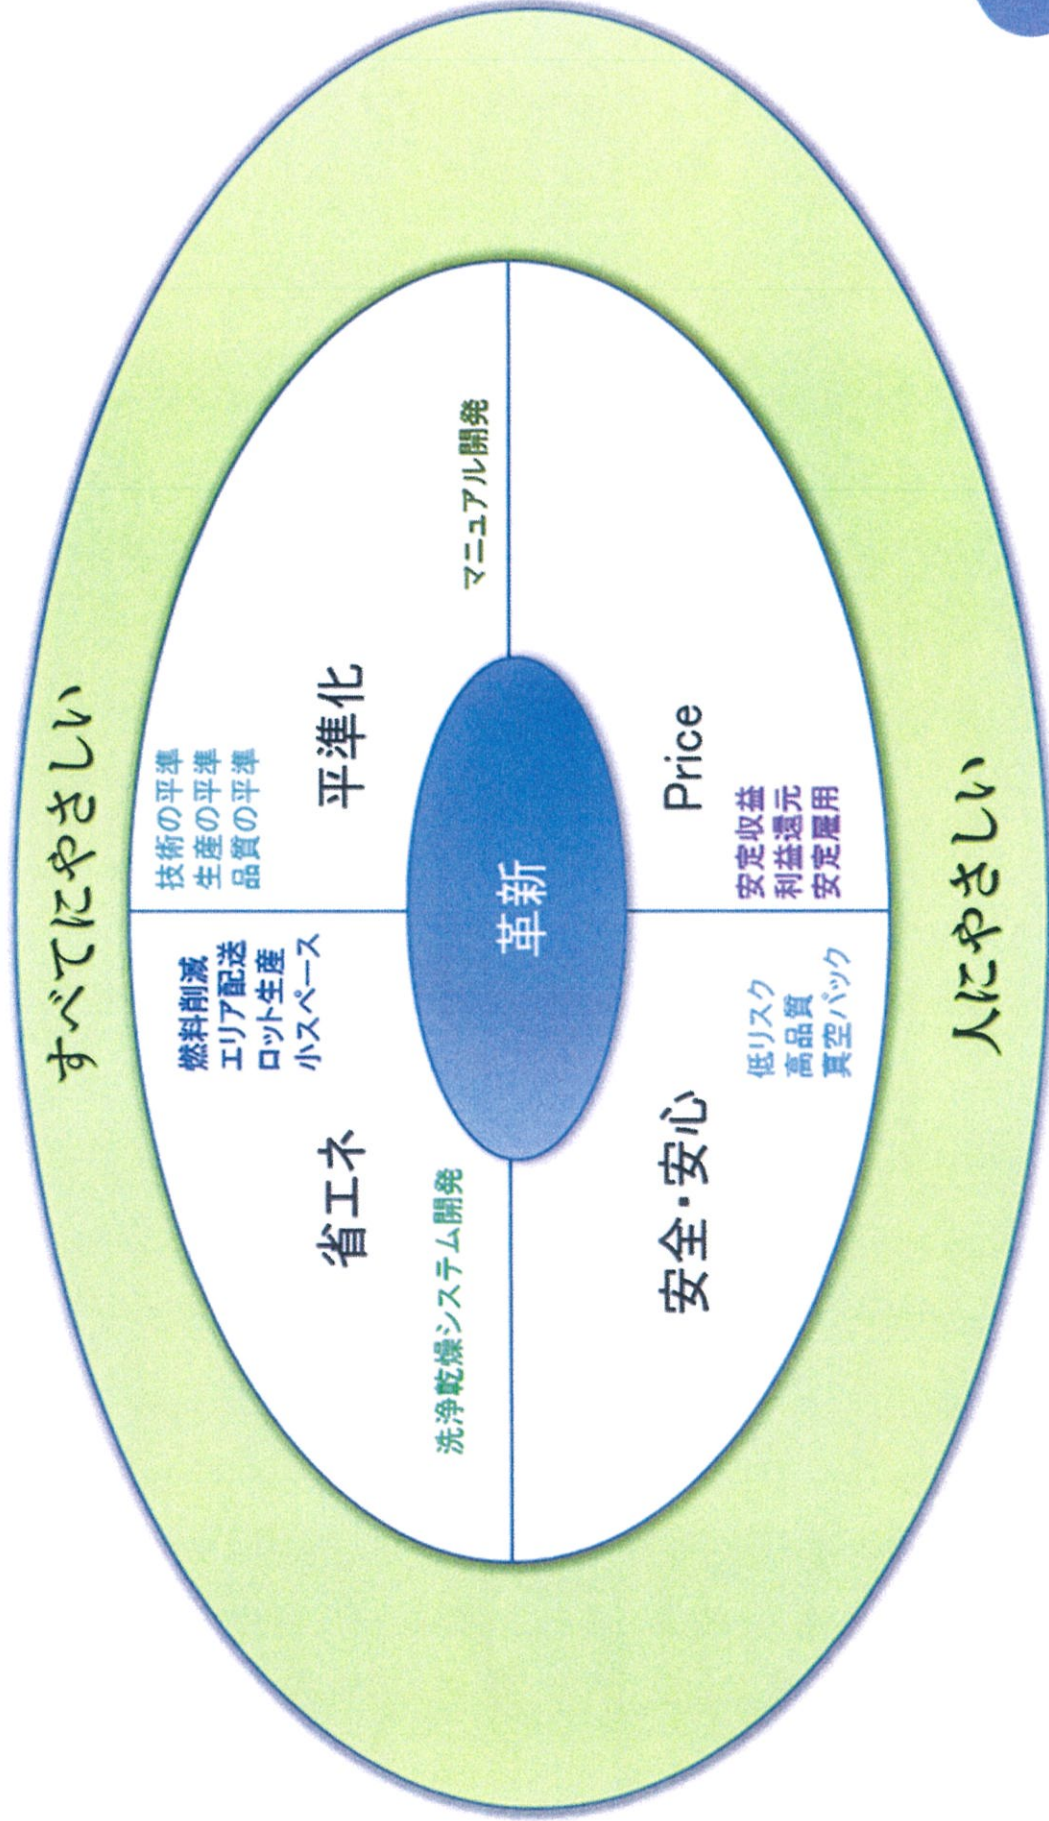 すべてにやさしい
燃料削減
エリア配送
ロット生産
小スペース
省エネ
洗浄乾燥システム開発
技術の平準
生産の平準
品質の平準
平準化
マニュアル開発
革新
安全・安心
低リスク
高品質
真空パック
Price
安定収益
利益還元
安定雇用
人にやさしい